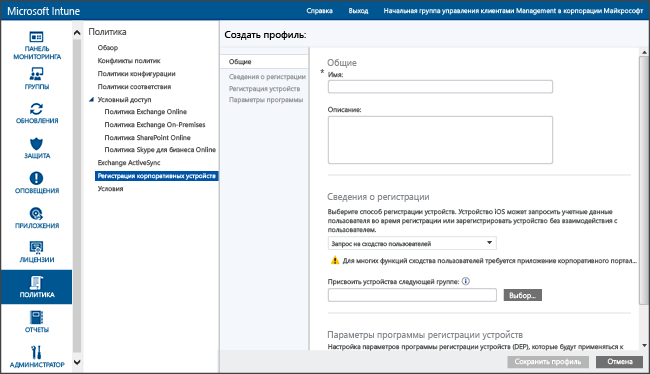 Microsoft Intune
Справка Выход Начальная группа управления клиентами Management в корпорации Майкрософт
ПАНЕЛЬ МОНИТОРИНГА
ГРУППЫ
ОБНОВЛЕНИЯ
ЗАЩИТА
ОПОВЕЩЕНИЯ
ПРИЛОЖЕНИЯ
ЛИЦЕНЗИИ
ПОЛИТИКА
ОТЧЕТЫ
АДМИНИСТРАТОР
Политика
Обзор
Конфликты политик
Политики конфигурации
Политики соответствия
Условный доступ
Политика Exchange Online
Политика Exchange On-Premises
Политика SharePoint Online
Политика Skype для бизнеса Online
Exchange ActiveSync
Регистрация корпоративных устройств
Условия
Создать профиль:
Общие
Сведения о регистрации
Регистрация устройств
Параметры программы
Общие
* Имя:
Описание:
Сведения о регистрации
Выберите способ регистрации устройств. Устройство iOS может запросить учетные данные
пользователя во время регистрации или зарегистрировать устройство без взаимодействия с
пользователем.
Запрос на сходство пользователей
Для многих функций сходства пользователей требуется приложение корпоративного портал...
Присвоить устройства следующей группе:
Выбор...
Параметры программы регистрации устройств
Настройка параметров программы регистрации устройств (DEP), которые будут применяться к
Сохранить профиль Отмена